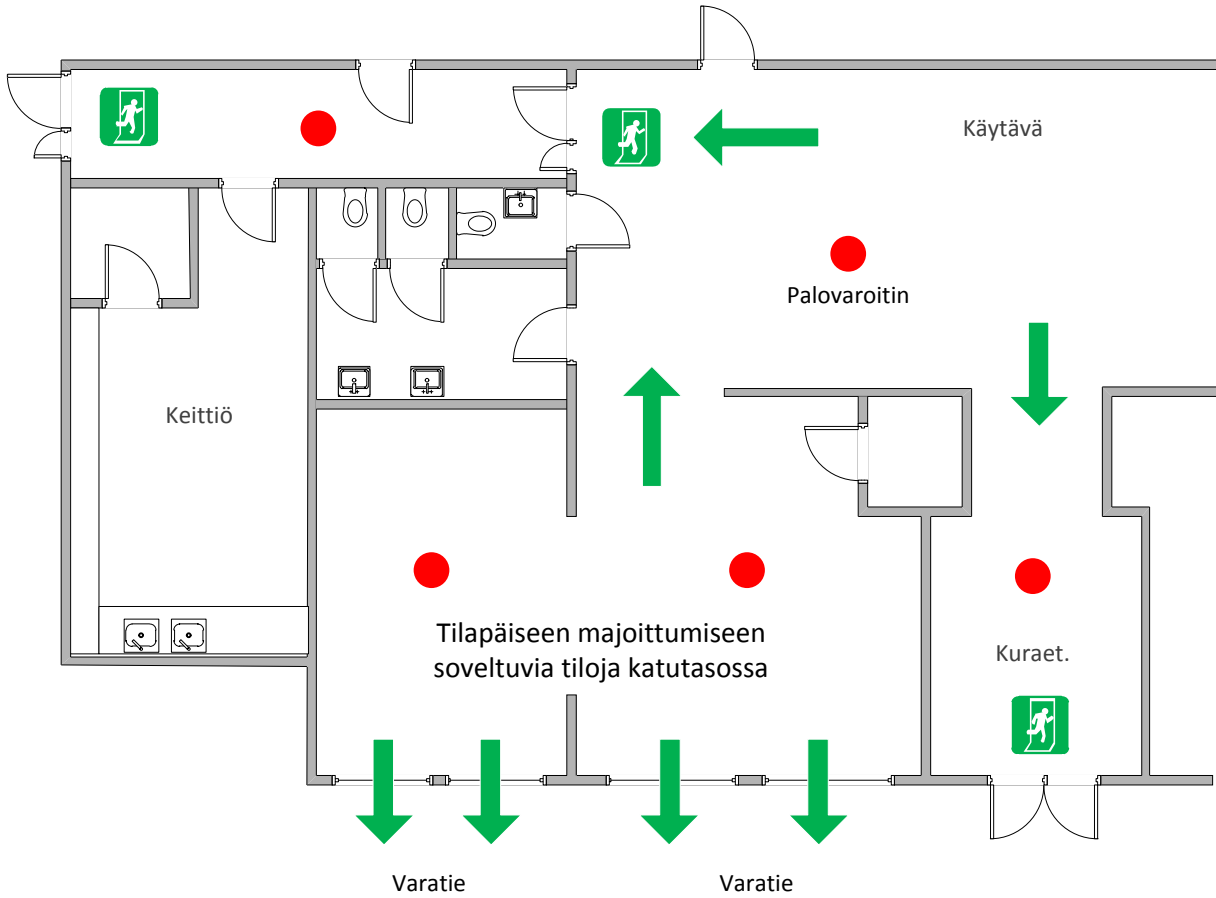 Käytävä
Palovaroitin
Keittiö
Tilapäiseen majoittumiseen
soveltuvia tiloja katutasossa
Kuraet.
Varatie
Varatie